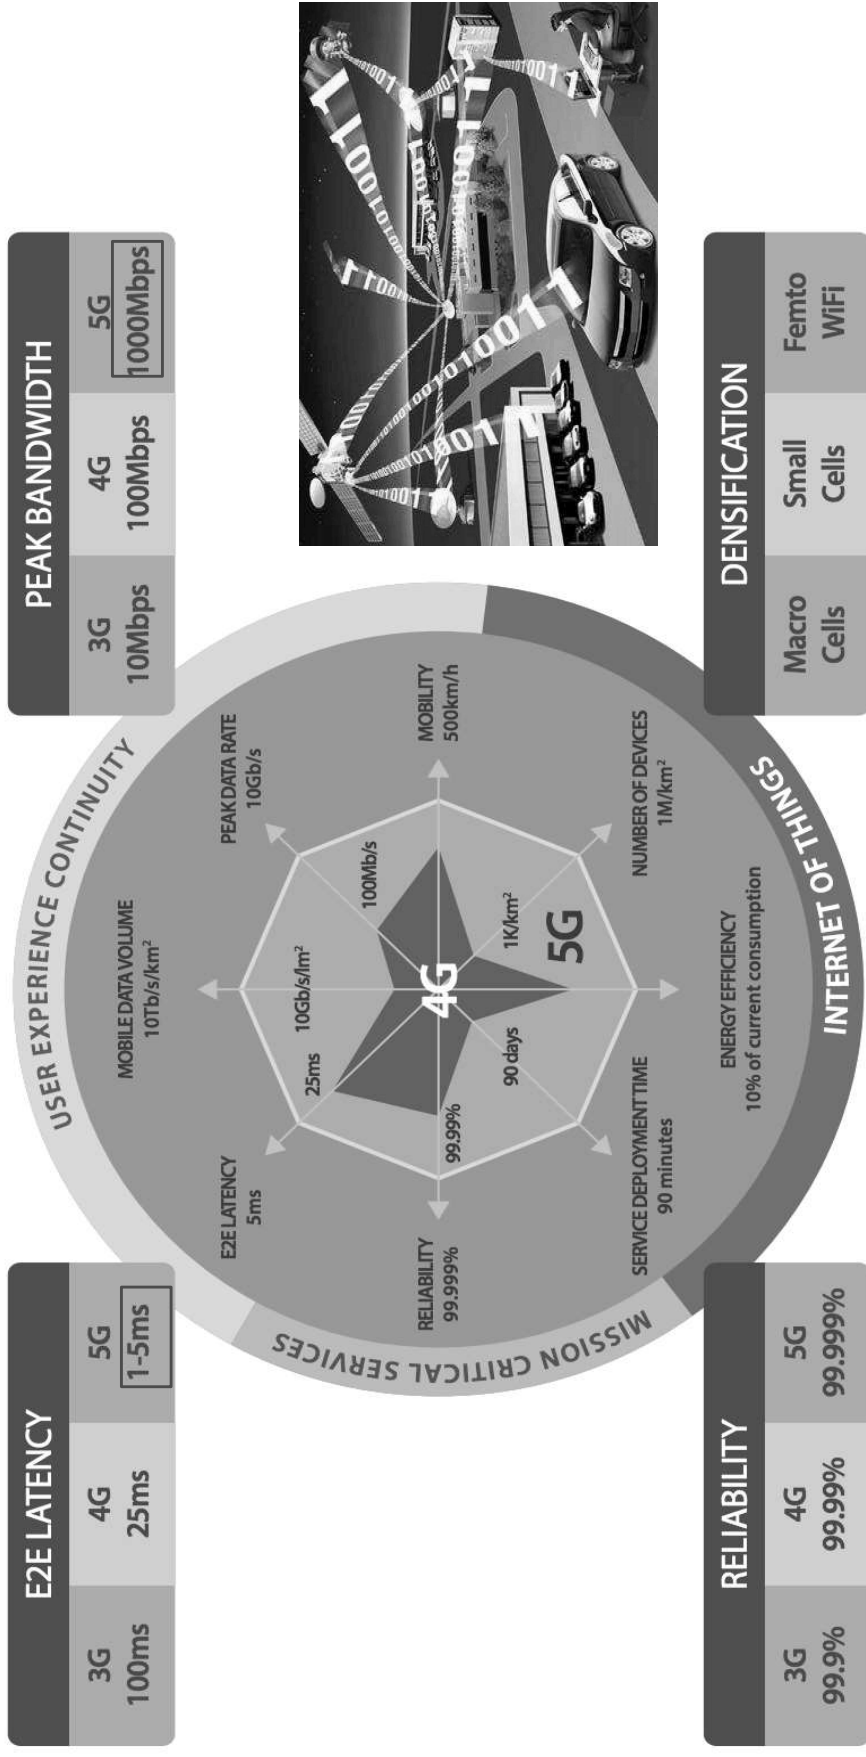 E2E LATENCY
3G
100ms
4G
25ms
5G
1-5ms
PEAK BANDWIDTH
3G
10Mbps
4G
100Mbps
5G
1000Mbps
USER EXPERIENCE CONTINUITY
MOBILE DATA VOLUME
10Tb/s/km²
E2E LATENCY
5ms
PEAK DATA RATE
10Gb/s
25ms
10Gb/s/lm²
100Mb/s
RELIABILITY
99.999%
99.99%
4G
MOBILITY
500km/h
90 days
1K/km²
5G
SERVICE DEPLOYMENT TIME
90 minutes
NUMBER OF DEVICES
1M/km²
ENERGY EFFICIENCY
10% of current consumption
MISSION CRITICAL SERVICES
INTERNET OF THINGS
RELIABILITY
3G
99.9%
4G
99.99%
5G
99.999%
DENSIFICATION
Macro
Cells
Small
Cells
Femto
WiFi